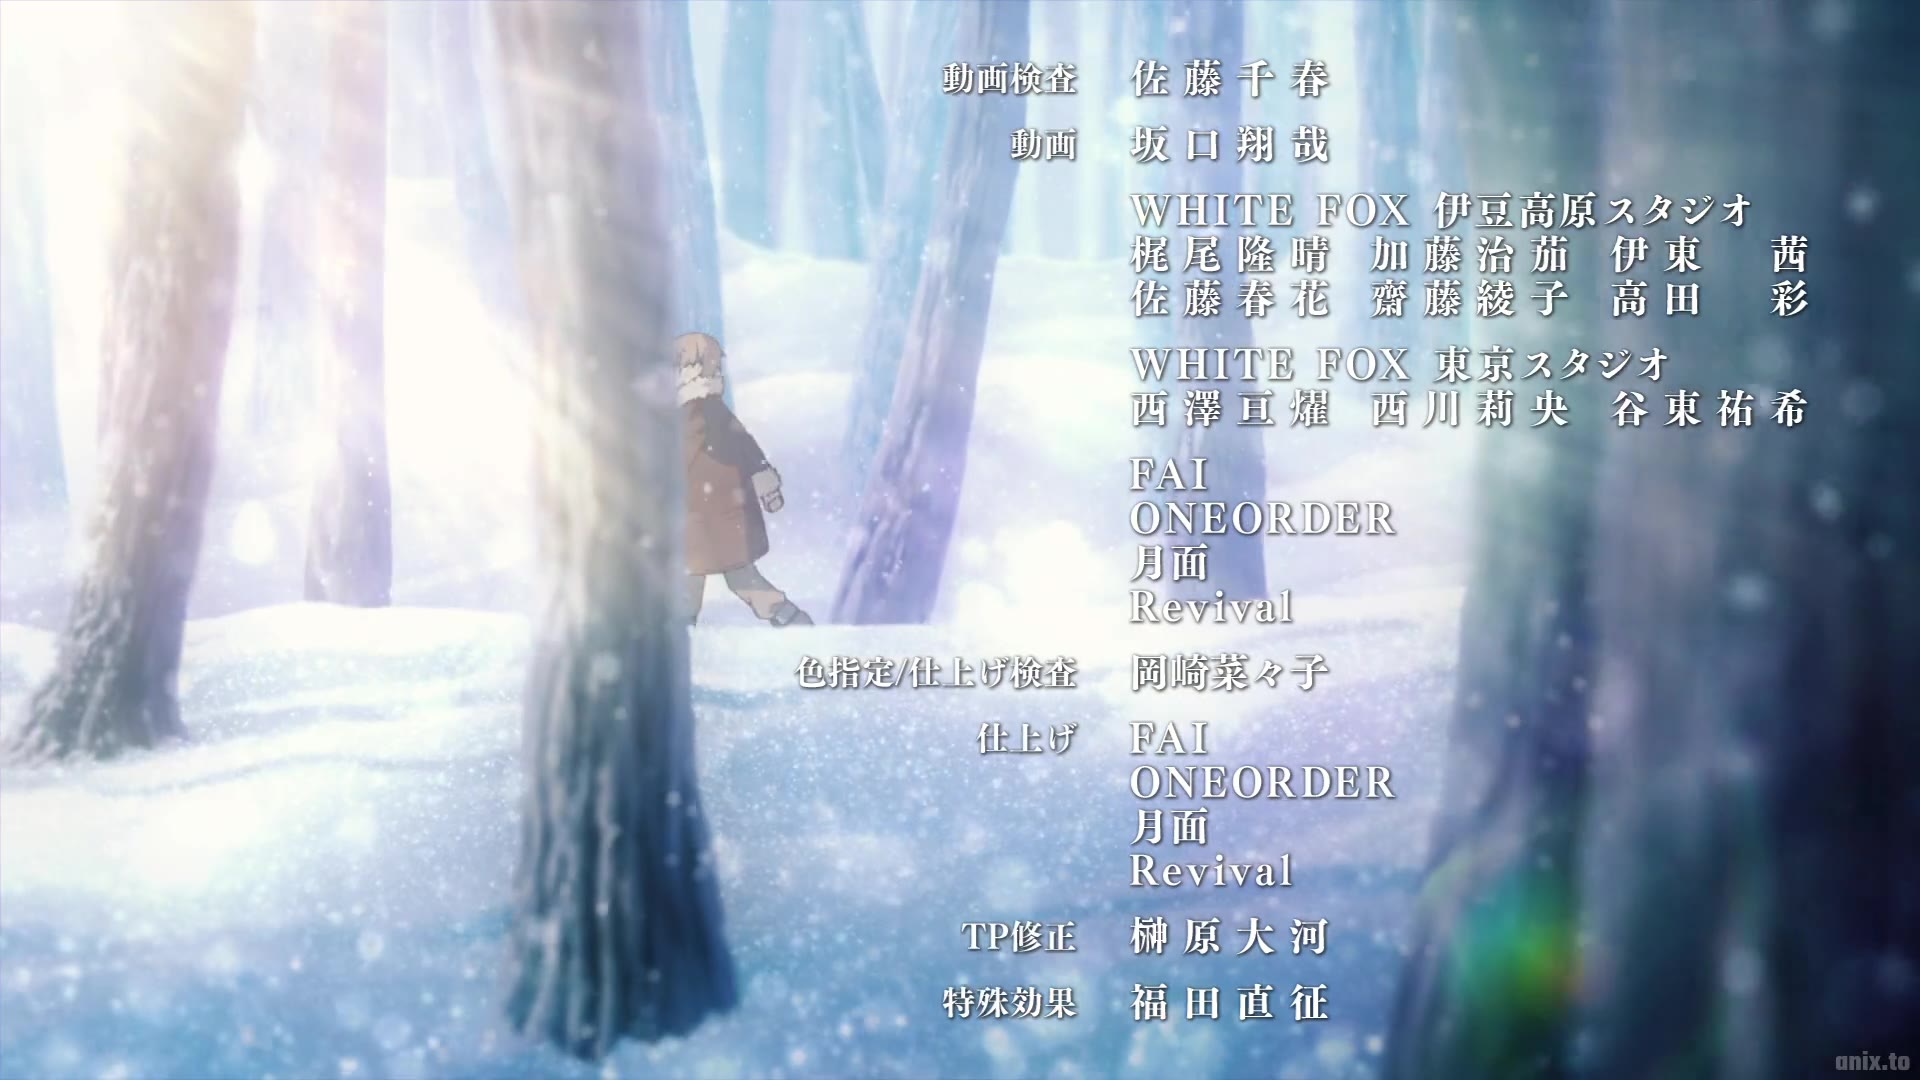 動画検査 佐藤千春
動画 坂口翔哉
WHITE FOX 伊豆高原スタジオ
梶尾隆晴 加藤治茄 伊東 茜
佐藤春花 齋藤綾子 高田 彩
WHITE FOX 東京スタジオ
西澤亘燿 西川莉央 谷東祐希
FAI
ONEORDER
月面
Revival
色指定/仕上げ検査 岡崎菜々子
仕上げ FAI
ONEORDER
月面
Revival
TP修正 榊原大河
特殊効果 福田直征
anix.to